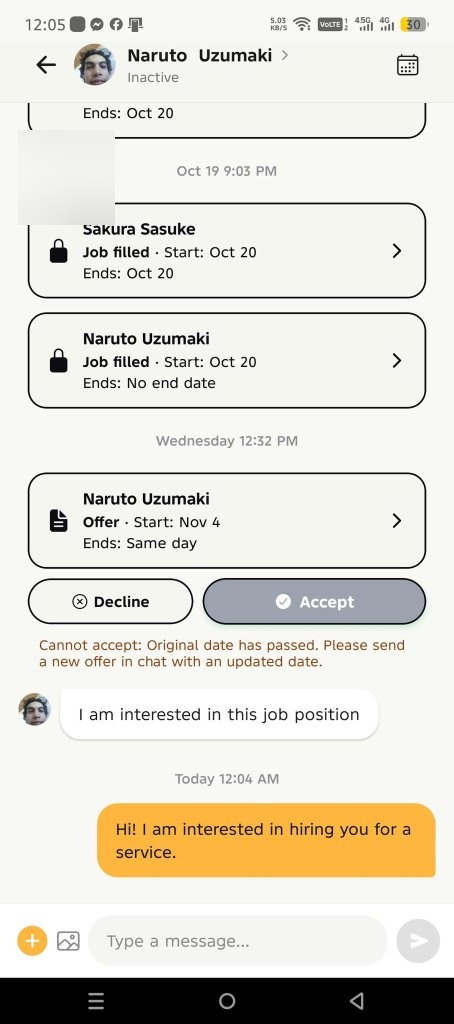 12:05
5.03 KB/S VoLTE 1 2 4.5G 4G 30
Naruto Uzumaki
Inactive
Ends: Oct 20
Oct 19 9:03 PM
Sakura Sasuke
Job filled · Start: Oct 20
Ends: Oct 20
Naruto Uzumaki
Job filled · Start: Oct 20
Ends: No end date
Wednesday 12:32 PM
Naruto Uzumaki
Offer · Start: Nov 4
Ends: Same day
Decline
Accept
Cannot accept: Original date has passed. Please send
a new offer in chat with an updated date.
I am interested in this job position
Today 12:04 AM
Hi! I am interested in hiring you for a
service.
Type a message...